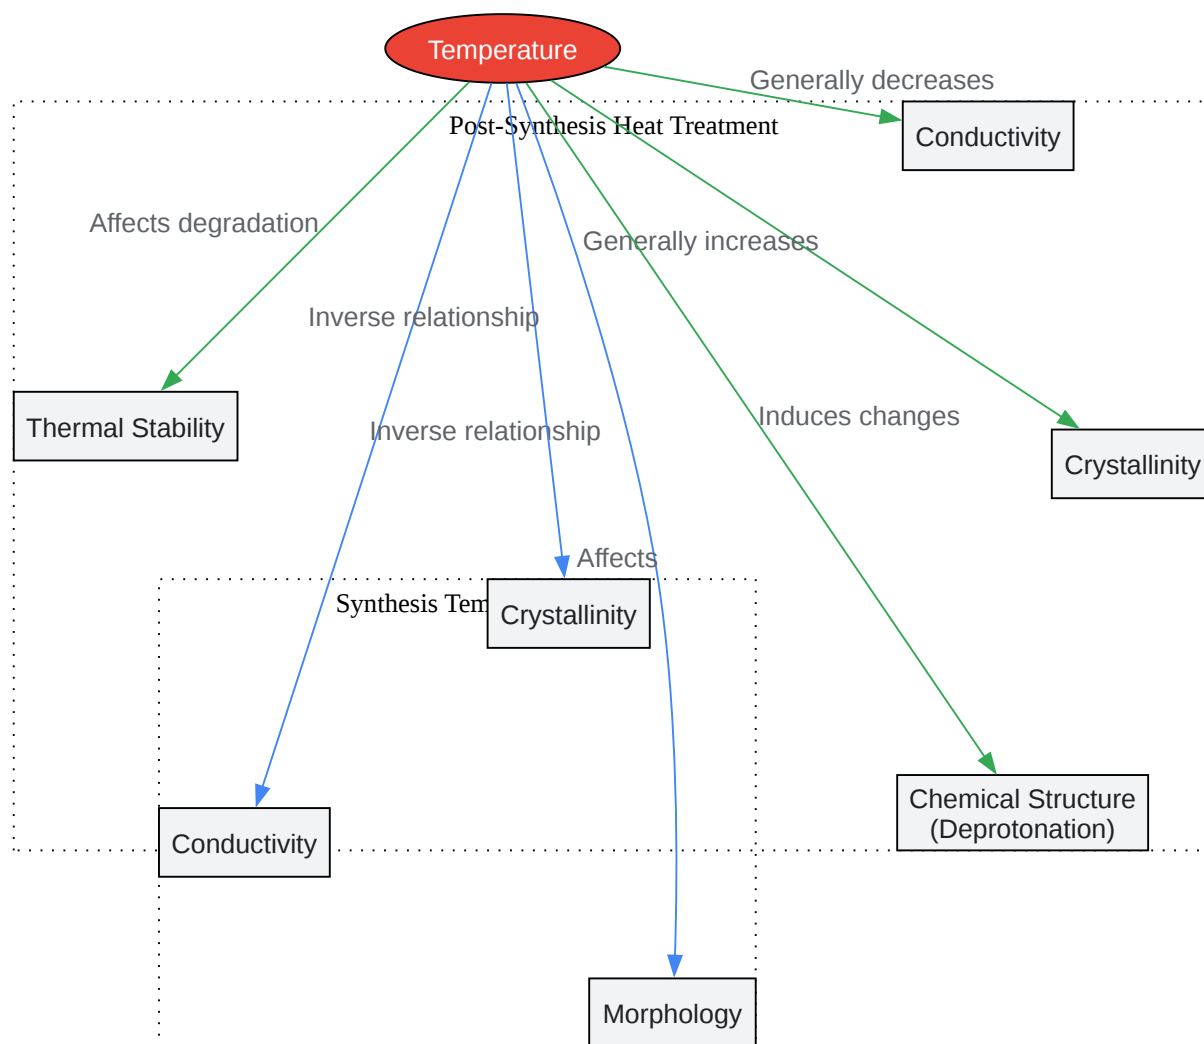 Temperature
Generally decreases
Post-Synthesis Heat Treatment
Conductivity
Affects degradation
Generally increases
Inverse relationship
Thermal Stability
Inverse relationship
Induces changes
Crystallinity
Affects
Synthesis Tem
Crystallinity
Chemical Structure
(Deprotonation)
Conductivity
Morphology